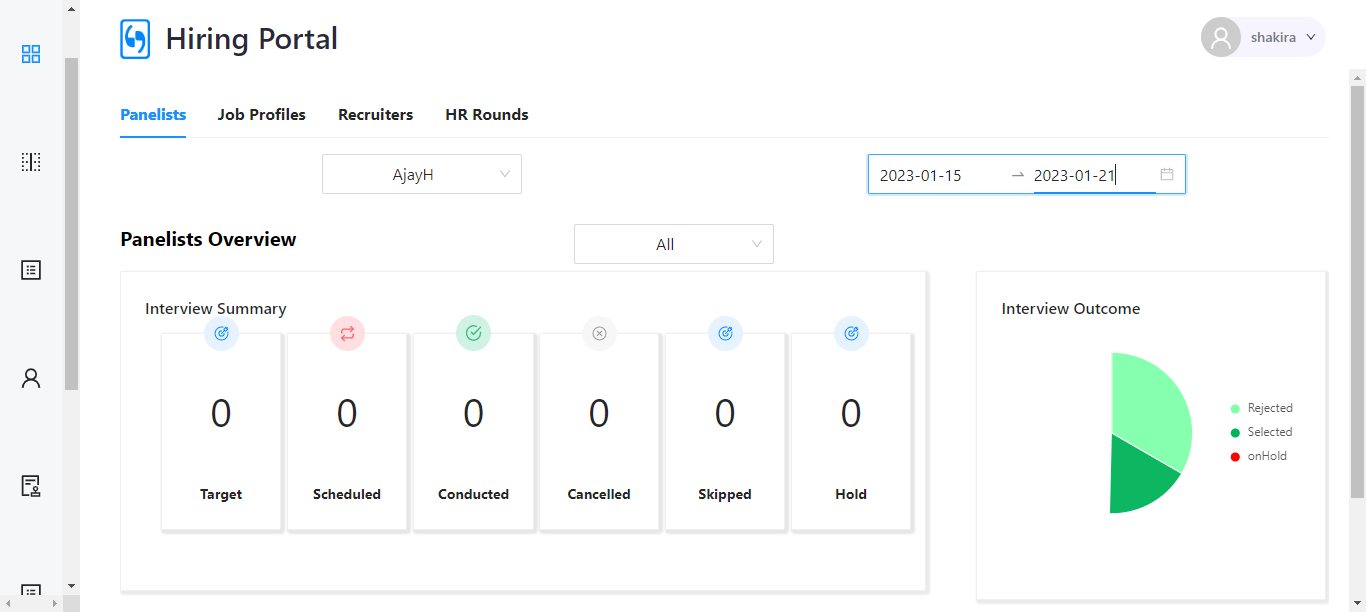 Hiring Portal
shakira
Panelists Job Profiles Recruiters HR Rounds
AjayH 2023-01-15 2023-01-21
Panelists Overview All
Interview Summary Interview Outcome
0 0 0 0 0 0
Rejected
Selected
onHold
Target Scheduled Conducted Cancelled Skipped Hold